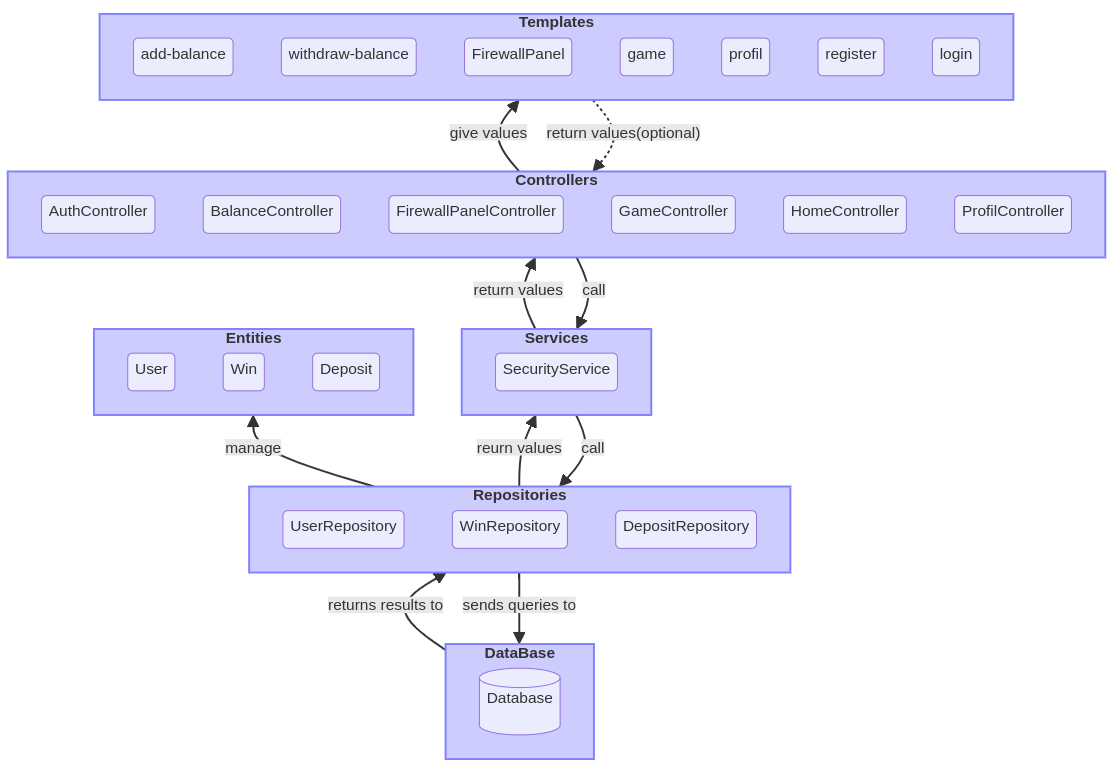 Templates
add-balance
withdraw-balance
FirewallPanel
game
profil
register
login
give values
return values(optional)
Controllers
AuthController
BalanceController
FirewallPanelController
GameController
HomeController
ProfilController
return values
call
Entities
User
Win
Deposit
Services
SecurityService
manage
reurn values
call
Repositories
UserRepository
WinRepository
DepositRepository
returns results to
sends queries to
DataBase
Database